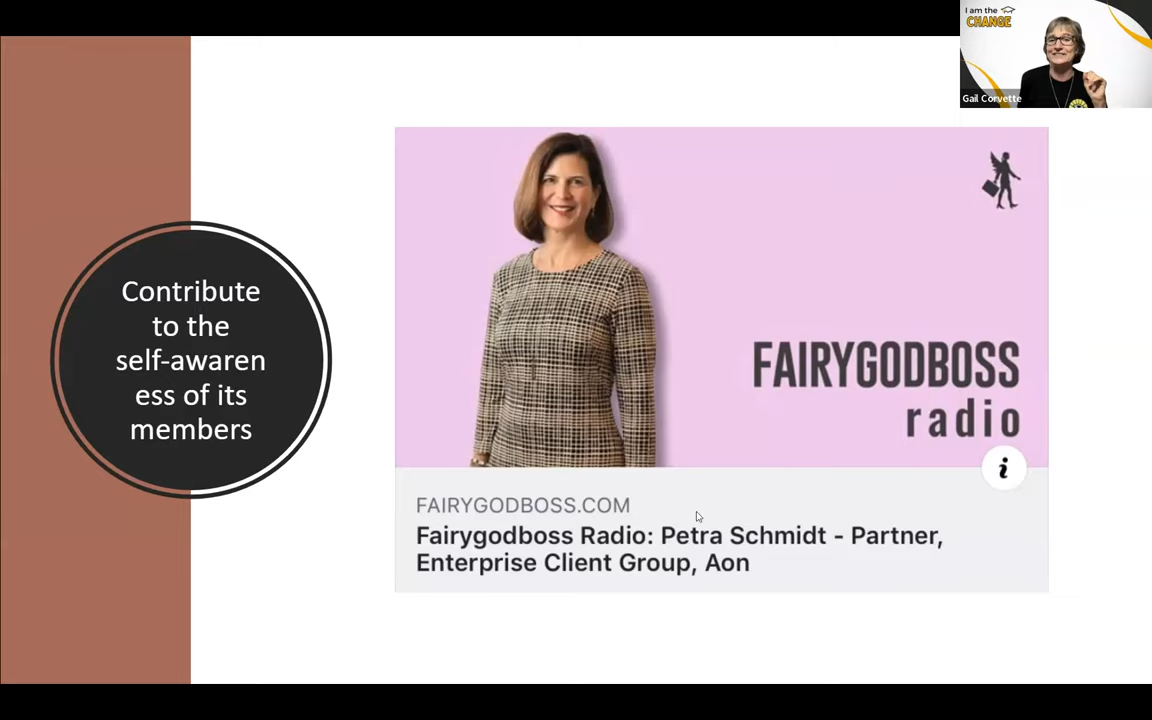 I am the
CHANGE
Gail Corvette
Contribute
to the
self-awaren
ess of its
members
FAIRYGODBOSS
radio
i
FAIRYGODBOSS.COM
Fairygodboss Radio: Petra Schmidt - Partner,
Enterprise Client Group, Aon